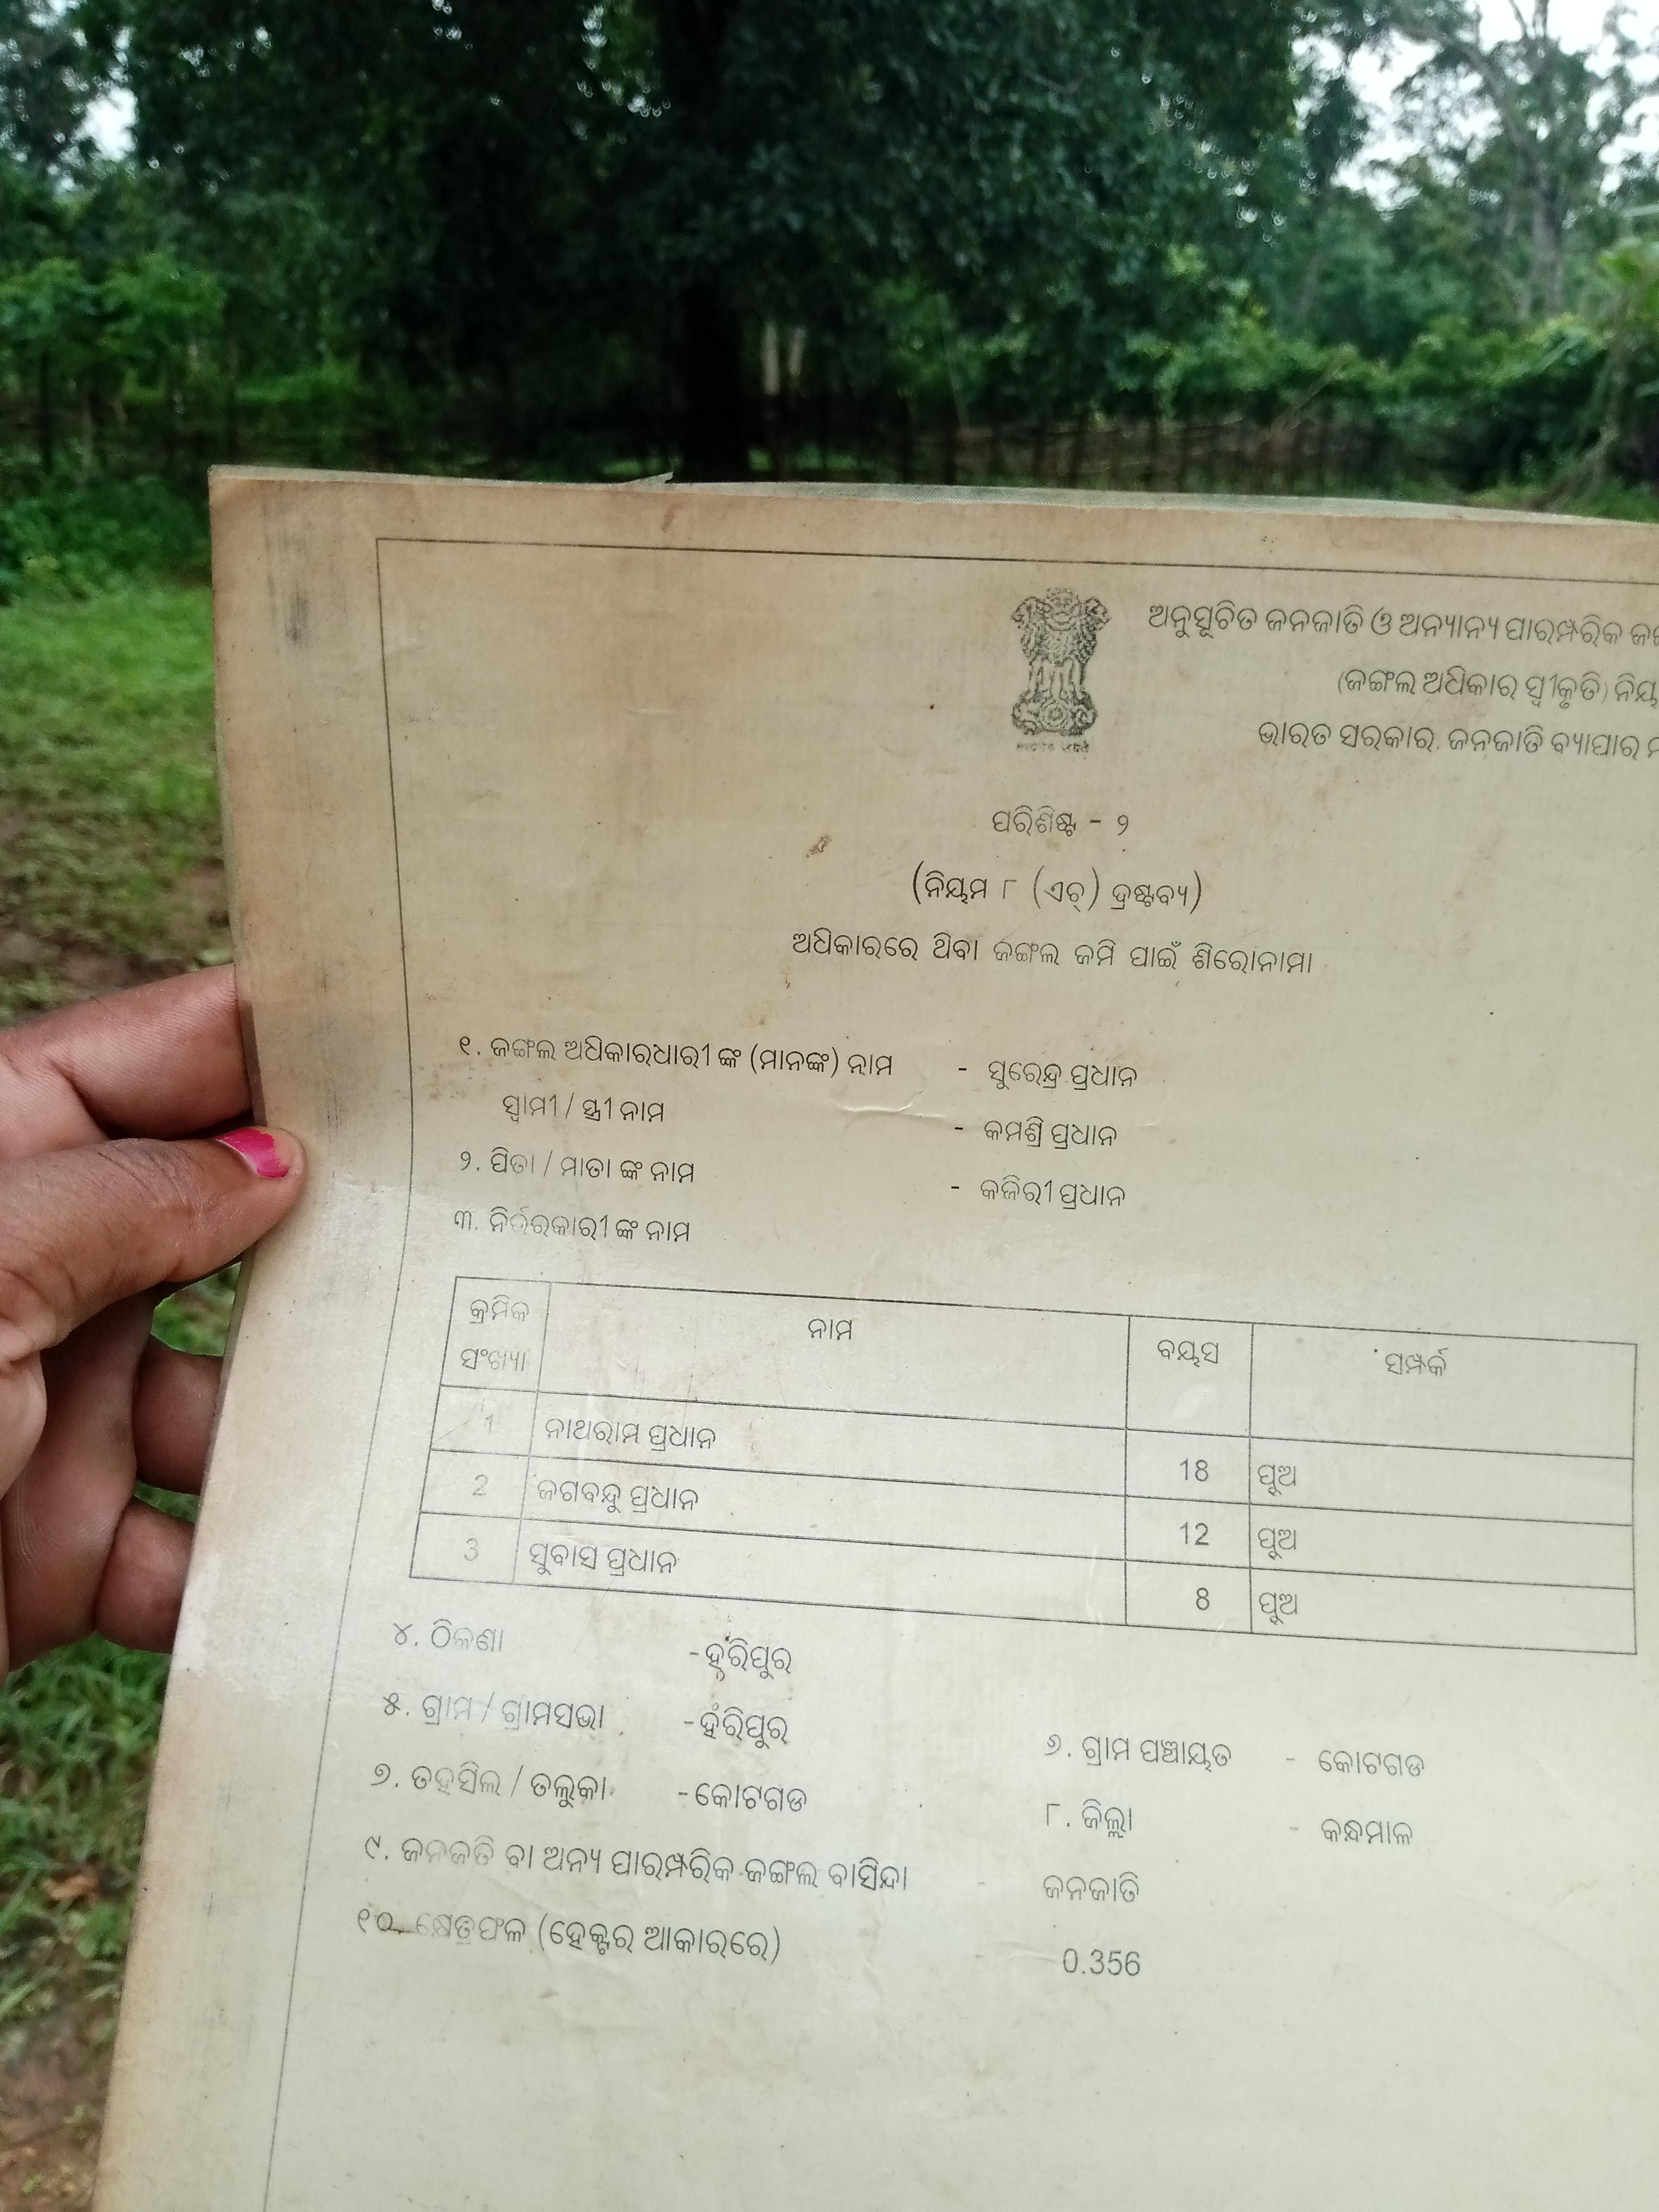 ଅନୁସୂଚିତ ଜନଜାତି ଓ ଅନ୍ୟାନ୍ୟ ପାରମ୍ପରିକ
(ଜଙ୍ଗଲ ଅଧିକାର ସ୍ୱୀକୃତି)
ଭାରତ ସରକାର, ଜନଜାତି ବ୍ୟାପାର
ପରିଶିଷ୍ଟ - ୨
(ନିୟମ ୮ (ଏଚ୍) ଦ୍ରଷ୍ଟବ୍ୟ)
ଅଧିକାରରେ ଥିବା ଜଙ୍ଗଲ ଜମି ପାଇଁ ଶିରୋନାମା
୧. ଜଙ୍ଗଲ ଅଧିକାରଧାରୀ ଙ୍କ (ମାନଙ୍କ) ନାମ - ସୁରେନ୍ଦ୍ର ପ୍ରଧାନ
ସ୍ୱାମୀ / ସ୍ତ୍ରୀ ନାମ - କମଶ୍ରି ପ୍ରଧାନ
୨. ପିତା / ମାତା ଙ୍କ ନାମ - କଜିରୀ ପ୍ରଧାନ
୩. ନିର୍ଭରକାରୀ ଙ୍କ ନାମ
କ୍ରମିକ ସଂଖ୍ୟା ନାମ ବୟସ ସମ୍ପର୍କ
1 ନାଥରାମ ପ୍ରଧାନ 18 ପୁଅ
2 ଜଗବନ୍ଦୁ ପ୍ରଧାନ 12 ପୁଅ
3 ସୁବାସ ପ୍ରଧାନ 8 ପୁଅ
୪. ଠିକଣା - ହରିପୁର
୫. ଗ୍ରାମ / ଗ୍ରାମସଭା - ହରିପୁର ୬. ଗ୍ରାମ ପଞ୍ଚାୟତ - କୋଟଗଡ
୭. ତହସିଲ / ତଲୁକା - କୋଟଗଡ ୮. ଜିଲ୍ଲା - କନ୍ଧମାଳ
୯. ଜନଜତି ବା ଅନ୍ୟ ପାରମ୍ପରିକ ଜଙ୍ଗଲ ବାସିନ୍ଦା - ଜନଜାତି
୧୦. କ୍ଷେତ୍ରଫଳ (ହେକ୍ଟର ଆକାରରେ) - 0.356